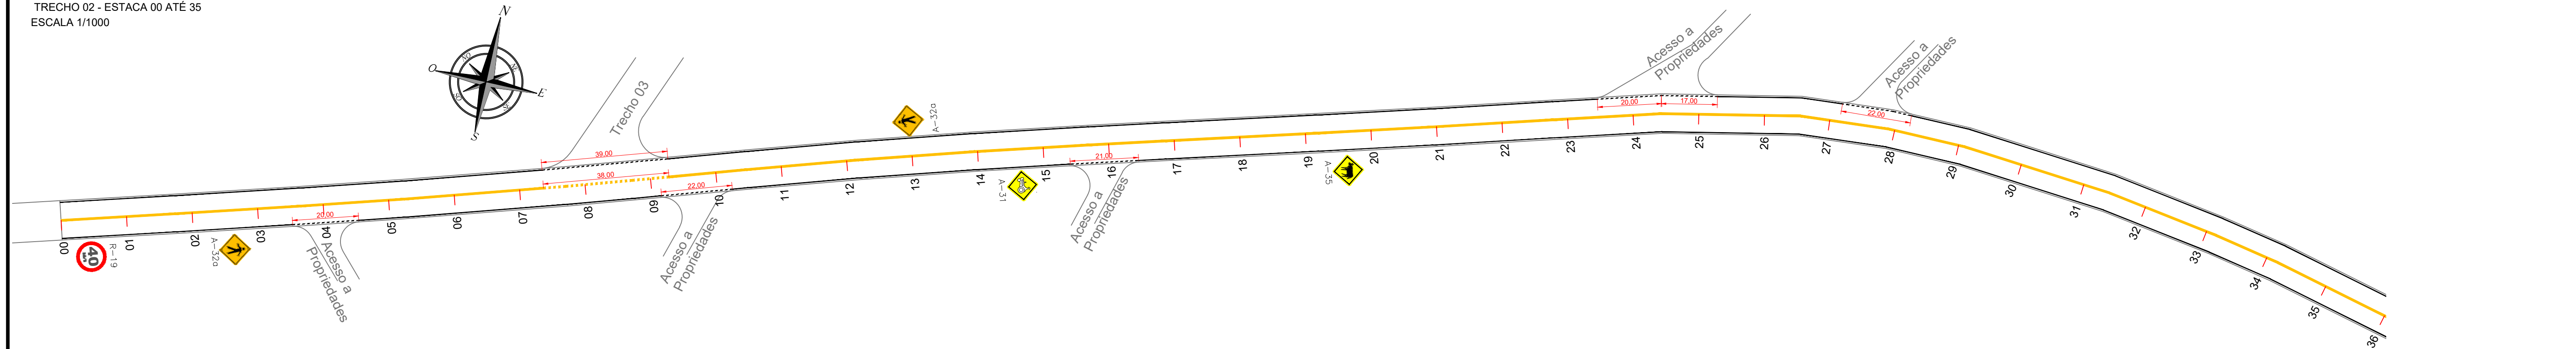 TRECHO 02 - ESTACA 00 ATÉ 35
ESCALA 1/1000
N
O
E
S
NO
SO
SE
Trecho 03
A-32a
Acesso a
Propriedades
Acesso a
Propriedades
39,00
38,00
22,00
20,00
21,00
20,00
17,00
22,00
00
01
02
03
04
05
06
07
08
09
10
11
12
13
14
15
16
17
18
19
20
21
22
23
24
25
26
27
28
29
30
31
32
33
34
35
36
40
km/h
R-19
A-32a
Acesso a
Propriedades
Acesso a
Propriedades
A-31
Acesso a
Propriedades
A-35